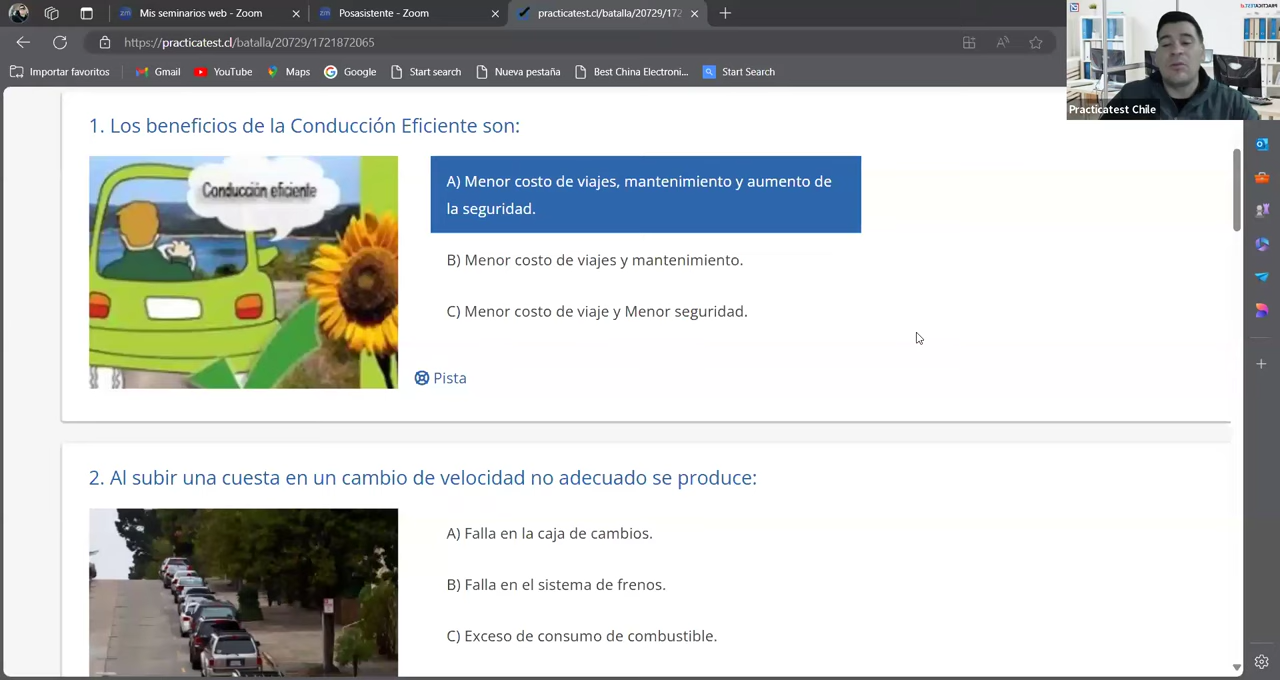 Mis seminarios web - Zoom
Posasistente - Zoom
practicatest.cl/batalla/20729/172
https://practicatest.cl/batalla/20729/1721872065
Importar favoritos
Gmail
YouTube
Maps
Google
Start search
Nueva pestaña
Best China Electroni...
Start Search
Practicatest Chile
1. Los beneficios de la Conducción Eficiente son:
Conducción eficiente
A) Menor costo de viajes, mantenimiento y aumento de
la seguridad.
B) Menor costo de viajes y mantenimiento.
C) Menor costo de viaje y Menor seguridad.
Pista
2. Al subir una cuesta en un cambio de velocidad no adecuado se produce:
A) Falla en la caja de cambios.
B) Falla en el sistema de frenos.
C) Exceso de consumo de combustible.